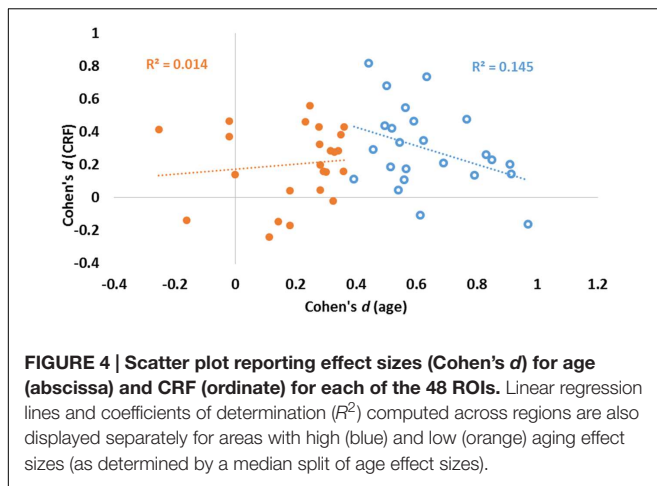 1
0.8
0.6
0.4
0.2
0
-0.2
-0.4
R² = 0.014
R² = 0.145
Cohen's d (CRF)
-0.4 -0.2 0 0.2 0.4 0.6 0.8 1 1.2
Cohen's d (age)
FIGURE 4 | Scatter plot reporting effect sizes (Cohen's d) for age
(abscissa) and CRF (ordinate) for each of the 48 ROIs. Linear regression
lines and coefficients of determination (R²) computed across regions are also
displayed separately for areas with high (blue) and low (orange) aging effect
sizes (as determined by a median split of age effect sizes).